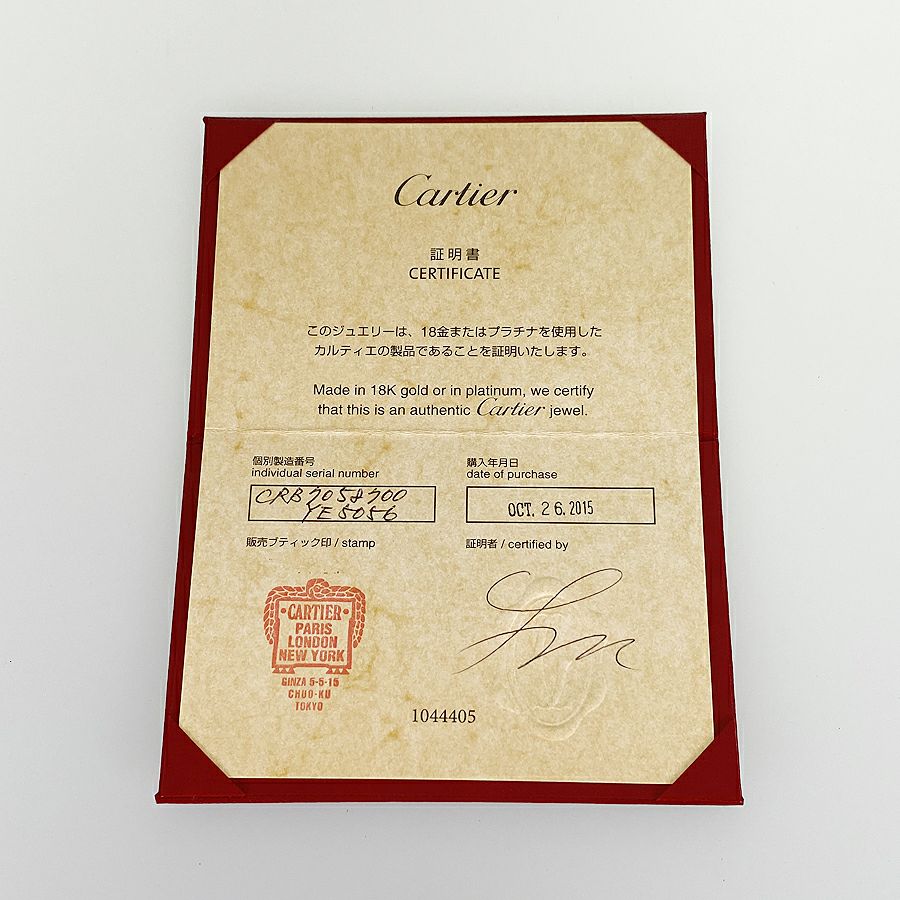 Cartier
証明書
CERTIFICATE
このジュエリーは、18金またはプラチナを使用した
カルティエの製品であることを証明いたします。
Made in 18K gold or in platinum, we certify
that this is an authentic Cartier jewel.
個別製造番号
individual serial number
CRB7058700
YE5056
購入年月日
date of purchase
OCT. 26. 2015
販売ブティック印 / stamp
証明者 / certified by
·CARTIER·
PARIS
LONDON
NEW YORK
GINZA 5-5-15
CHUO-KU
TOKYO
1044405